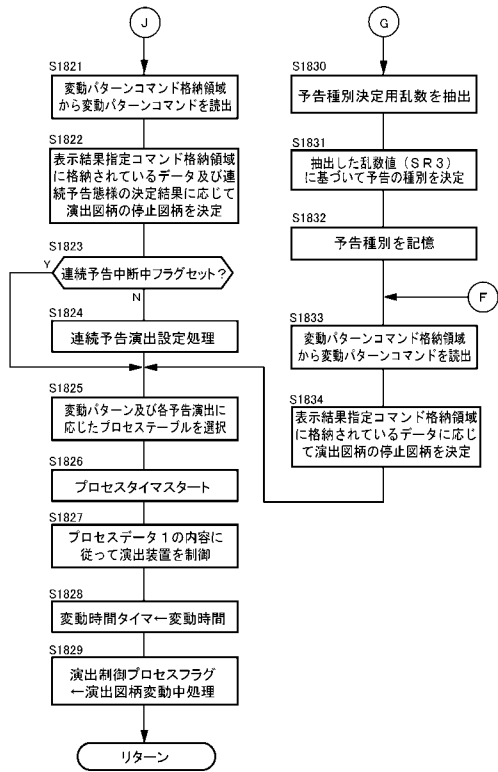 J
S1821
変動パターンコマンド格納領域
から変動パターンコマンドを読出
S1822
表示結果指定コマンド格納領域
に格納されているデータ及び連
続予告態様の決定結果に応じて
演出図柄の停止図柄を決定
S1823
Y
連続予告中断中フラグセット？
N
S1824
連続予告演出設定処理
S1825
変動パターン及び各予告演出に
応じたプロセステーブルを選択
S1826
プロセスタイマスタート
S1827
プロセスデータ１の内容に
従って演出装置を制御
S1828
変動時間タイマ←変動時間
S1829
演出制御プロセスフラグ
←演出図柄変動中処理
リターン
G
S1830
予告種別決定用乱数を抽出
S1831
抽出した乱数値（ＳＲ３）
に基づいて予告の種別を決定
S1832
予告種別を記憶
F
S1833
変動パターンコマンド格納領域
から変動パターンコマンドを読出
S1834
表示結果指定コマンド格納領域
に格納されているデータに応じ
て演出図柄の停止図柄を決定